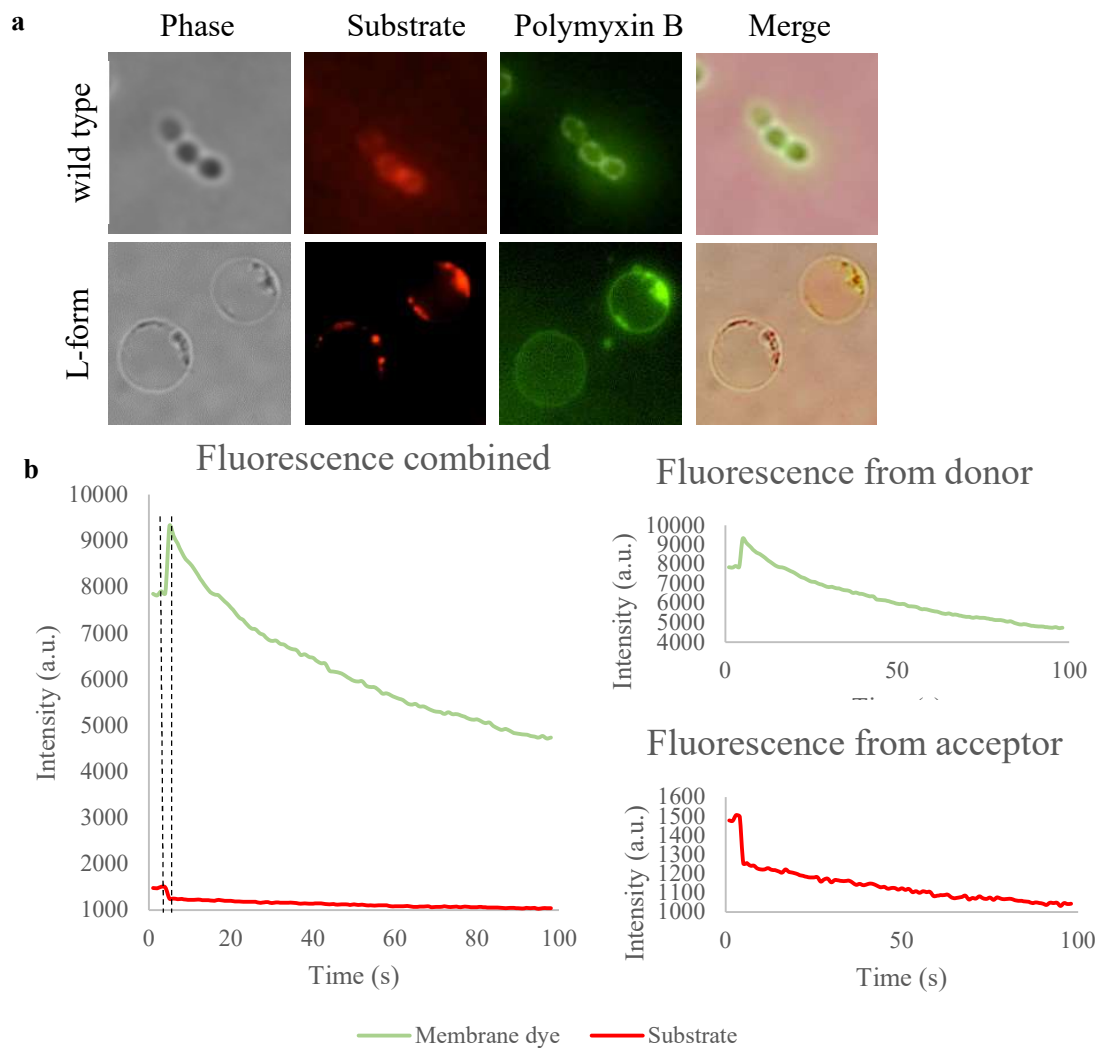 a
Phase Substrate Polymyxin B Merge
wild type
L-form
b
Fluorescence combined
10000
9000
8000
7000
6000
5000
4000
3000
2000
1000
0 20 40 60 80 100
Intensity (a.u.)
Time (s)
Fluorescence from donor
10000
9000
8000
7000
6000
5000
4000
0 50 100
Intensity (a.u.)
Time (s)
Fluorescence from acceptor
1600
1500
1400
1300
1200
1100
1000
0 50 100
Intensity (a.u.)
Time (s)
Membrane dye Substrate